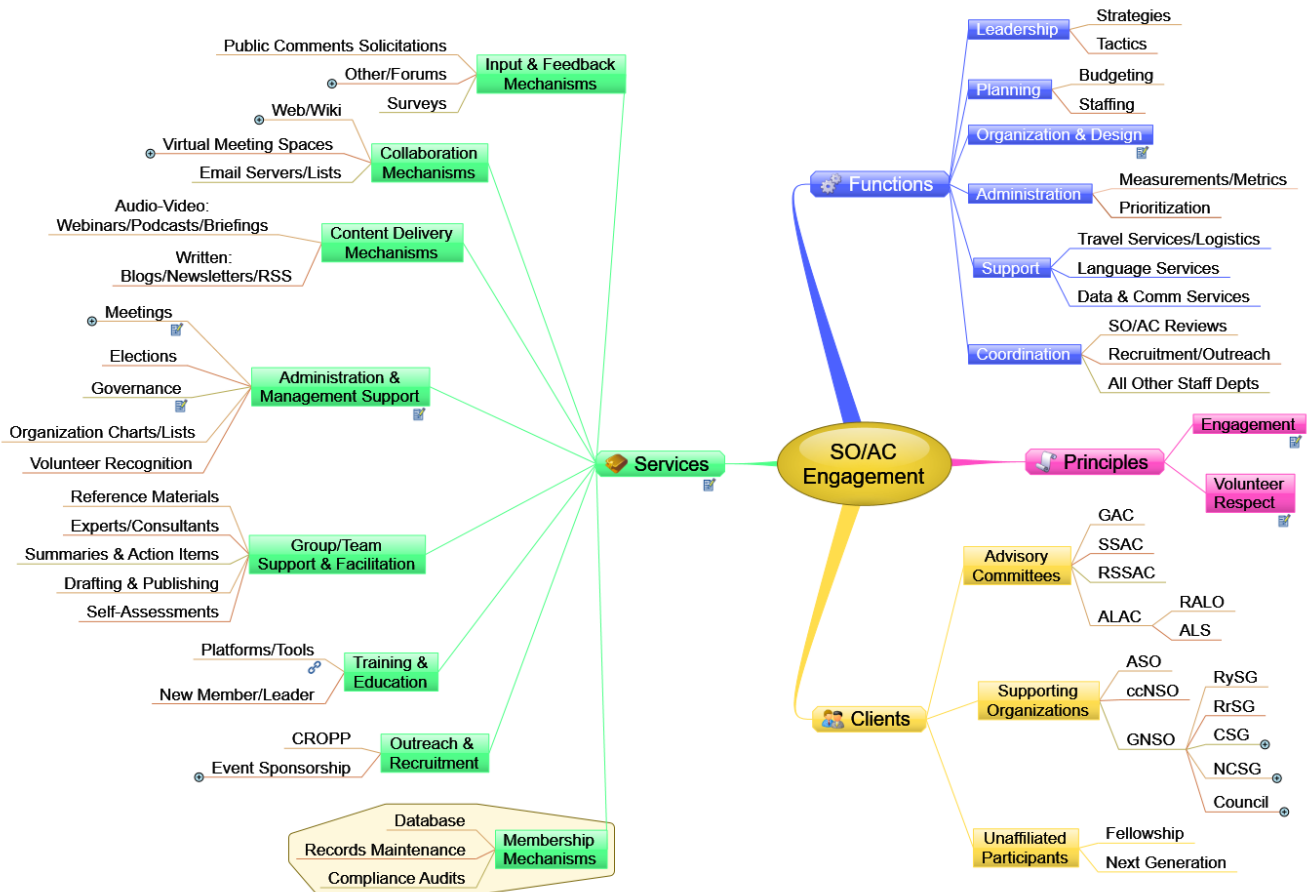 SO/AC
Engagement
Functions
Leadership
Strategies
Tactics
Planning
Budgeting
Staffing
Organization & Design
Administration
Measurements/Metrics
Prioritization
Support
Travel Services/Logistics
Language Services
Data & Comm Services
Coordination
SO/AC Reviews
Recruitment/Outreach
All Other Staff Depts
Principles
Engagement
Volunteer
Respect
Clients
Advisory
Committees
GAC
SSAC
RSSAC
ALAC
RALO
ALS
Supporting
Organizations
ASO
ccNSO
GNSO
RySG
RrSG
CSG
NCSG
Council
Unaffiliated
Participants
Fellowship
Next Generation
Services
Input & Feedback
Mechanisms
Public Comments Solicitations
Other/Forums
Surveys
Collaboration
Mechanisms
Web/Wiki
Virtual Meeting Spaces
Email Servers/Lists
Content Delivery
Mechanisms
Audio-Video:
Webinars/Podcasts/Briefings
Written:
Blogs/Newsletters/RSS
Administration &
Management Support
Meetings
Elections
Governance
Organization Charts/Lists
Volunteer Recognition
Group/Team
Support & Facilitation
Reference Materials
Experts/Consultants
Summaries & Action Items
Drafting & Publishing
Self-Assessments
Training &
Education
Platforms/Tools
New Member/Leader
Outreach &
Recruitment
CROPP
Event Sponsorship
Membership
Mechanisms
Database
Records Maintenance
Compliance Audits